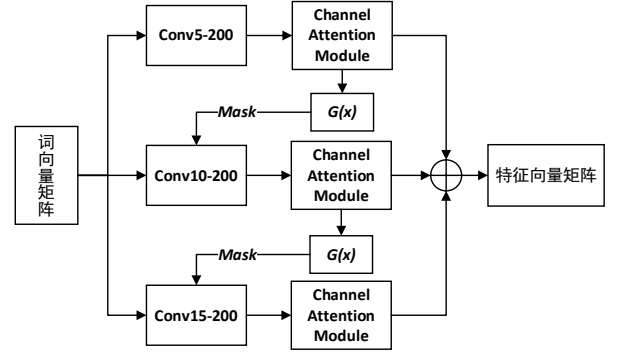 Conv5-200
Channel
Attention
Module
Mask
G(x)
词向量矩阵
Conv10-200
Channel
Attention
Module
特征向量矩阵
Mask
G(x)
Conv15-200
Channel
Attention
Module